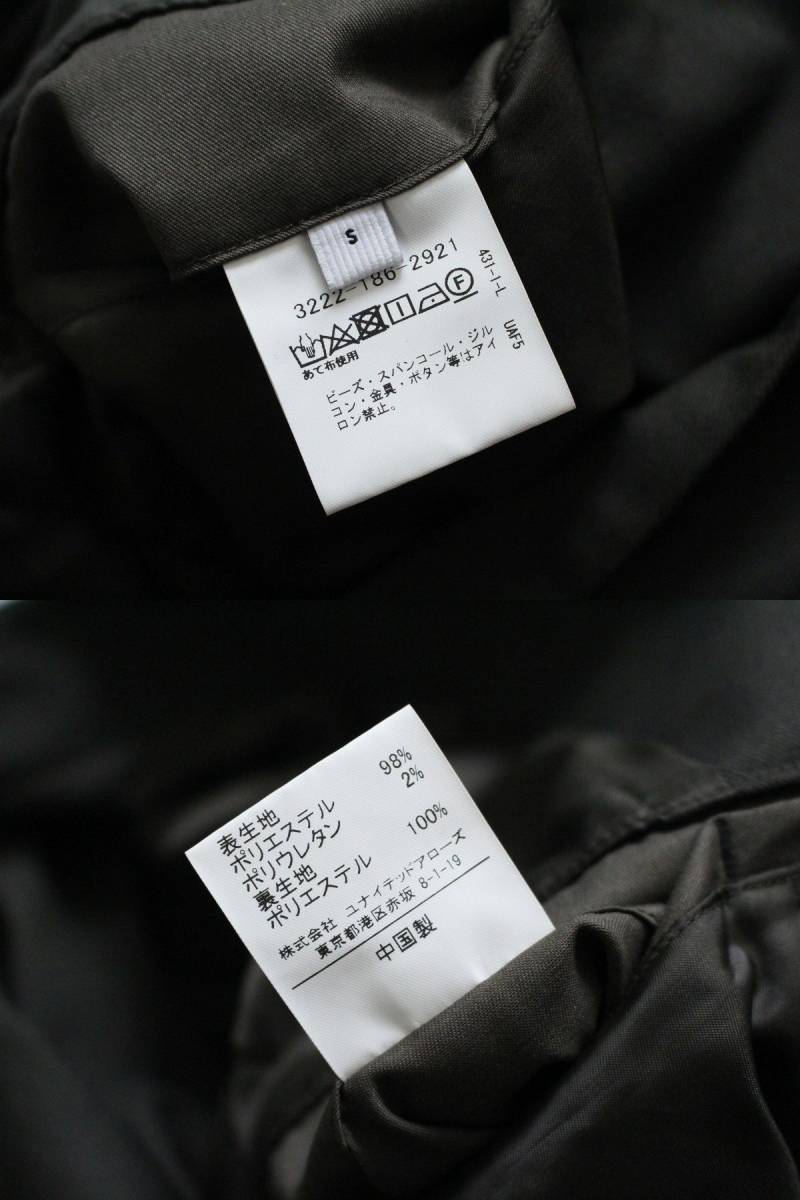 S
3222-186-2921
431-1-L
UAF5
F
あて布使用
ビーズ・スパンコール・ジル
コン・金具・ボタン等はアイ
ロン禁止。
表生地
ポリエステル 98%
ポリウレタン 2%
裏生地
ポリエステル 100%
株式会社 ユナイテッドアローズ
東京都港区赤坂 8-1-19
中国製